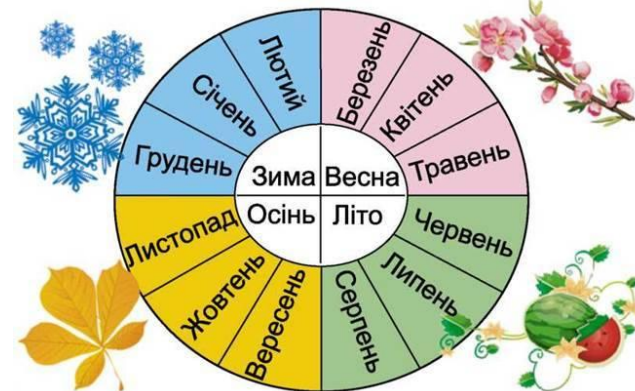 Лютий
Березень
Січень
Квітень
Грудень
Травень
Зима
Весна
Осінь
Літо
Листопад
Червень
Жовтень
Липень
Вересень
Серпень